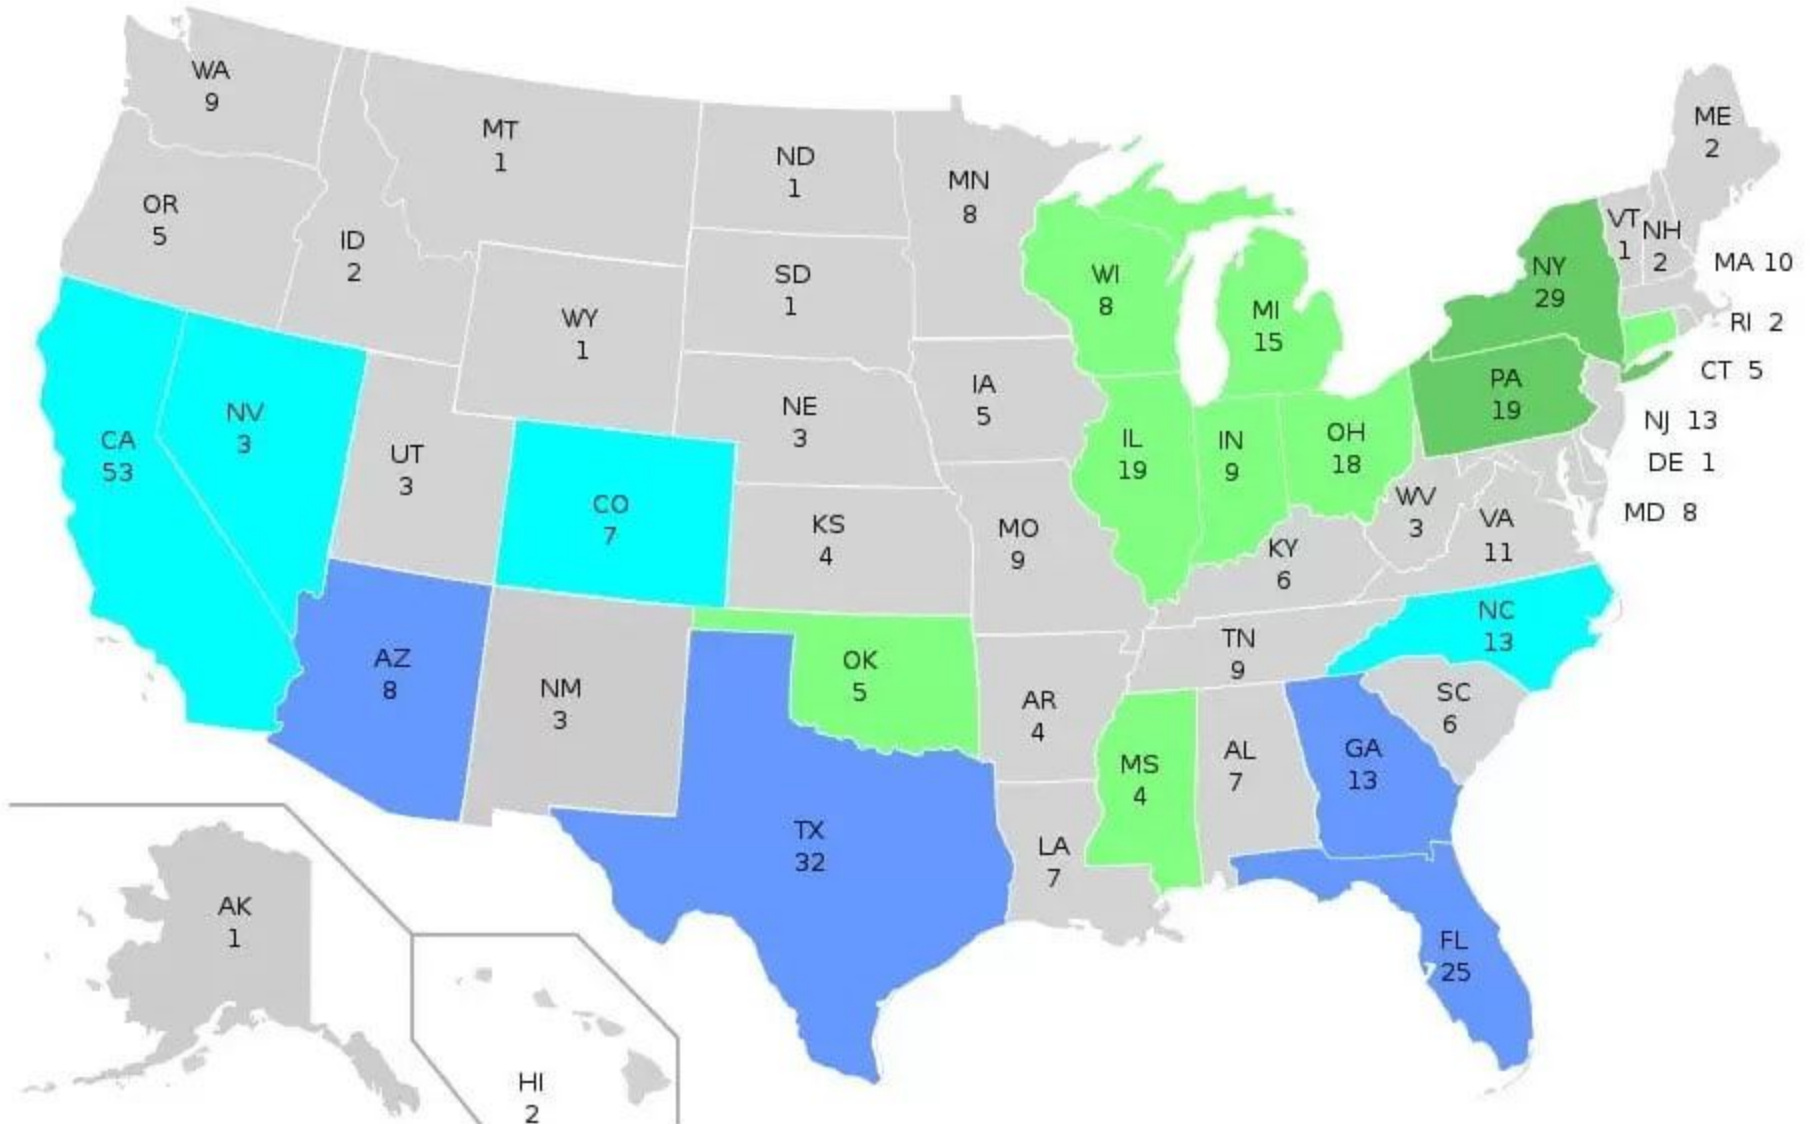 WA
9
MT
1
ND
1
MN
8
ME
2
OR
5
ID
2
WY
1
SD
1
WI
8
MI
15
NY
29
VT
1
NH
2
MA 10
RI 2
CT 5
NJ 13
DE 1
MD 8
CA
53
NV
3
UT
3
CO
7
NE
3
IA
5
IL
19
IN
9
OH
18
PA
19
KS
4
MO
9
KY
6
WV
3
VA
11
AZ
8
NM
3
OK
5
AR
4
TN
9
NC
13
SC
6
TX
32
LA
7
MS
4
AL
7
GA
13
FL
25
AK
1
HI
2